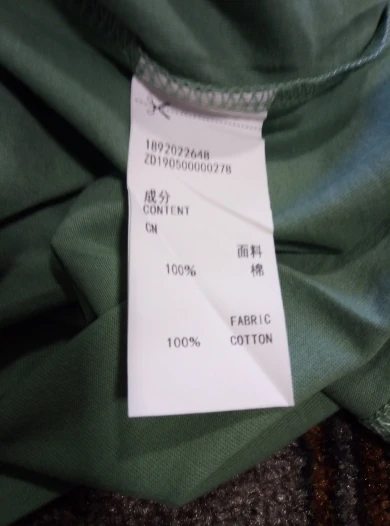 1892022648
ZD190500000278
成分
CONTENT
CN
面料
100% 棉
FABRIC
100% COTTON